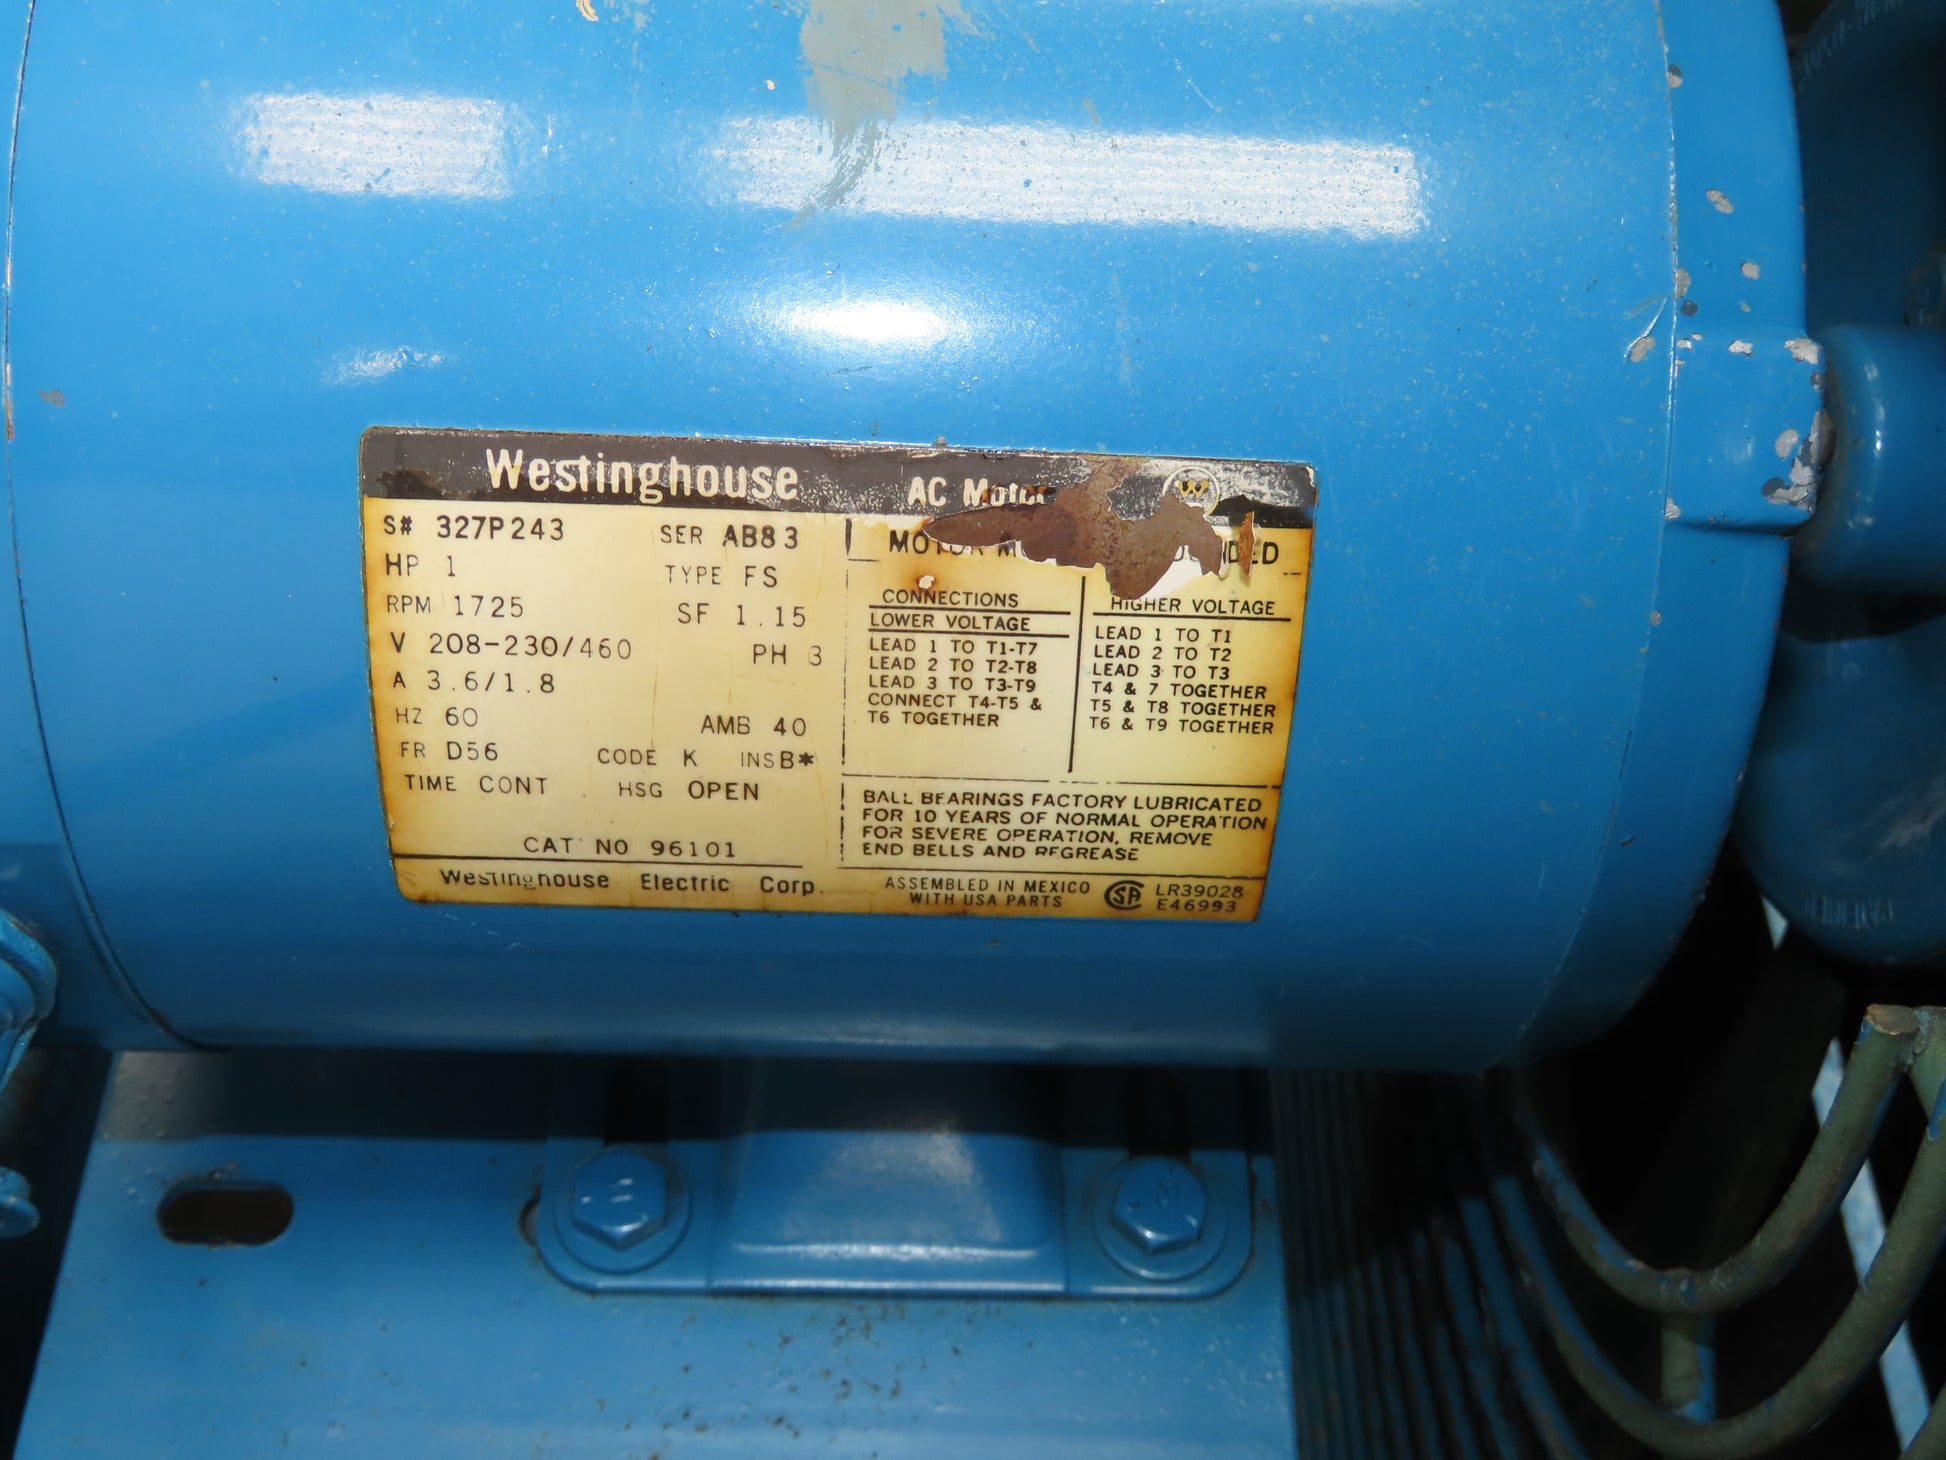 Westinghouse AC Motor W
S# 327P243 SER AB83
HP 1 TYPE FS
RPM 1725 SF 1.15
V 208-230/460 PH 3
A 3.6/1.8
HZ 60 AMB 40
FR D56 CODE K INS B*
TIME CONT HSG OPEN
CAT NO 96101
Westinghouse Electric Corp.
MOTOR
CONNECTIONS
LOWER VOLTAGE
LEAD 1 TO T1-T7
LEAD 2 TO T2-T8
LEAD 3 TO T3-T9
CONNECT T4-T5 &
T6 TOGETHER
HIGHER VOLTAGE
LEAD 1 TO T1
LEAD 2 TO T2
LEAD 3 TO T3
T4 & 7 TOGETHER
T5 & T8 TOGETHER
T6 & T9 TOGETHER
BALL BEARINGS FACTORY LUBRICATED
FOR 10 YEARS OF NORMAL OPERATION
FOR SEVERE OPERATION, REMOVE
END BELLS AND REGREASE
ASSEMBLED IN MEXICO
WITH USA PARTS
SA
LR39028
E46993